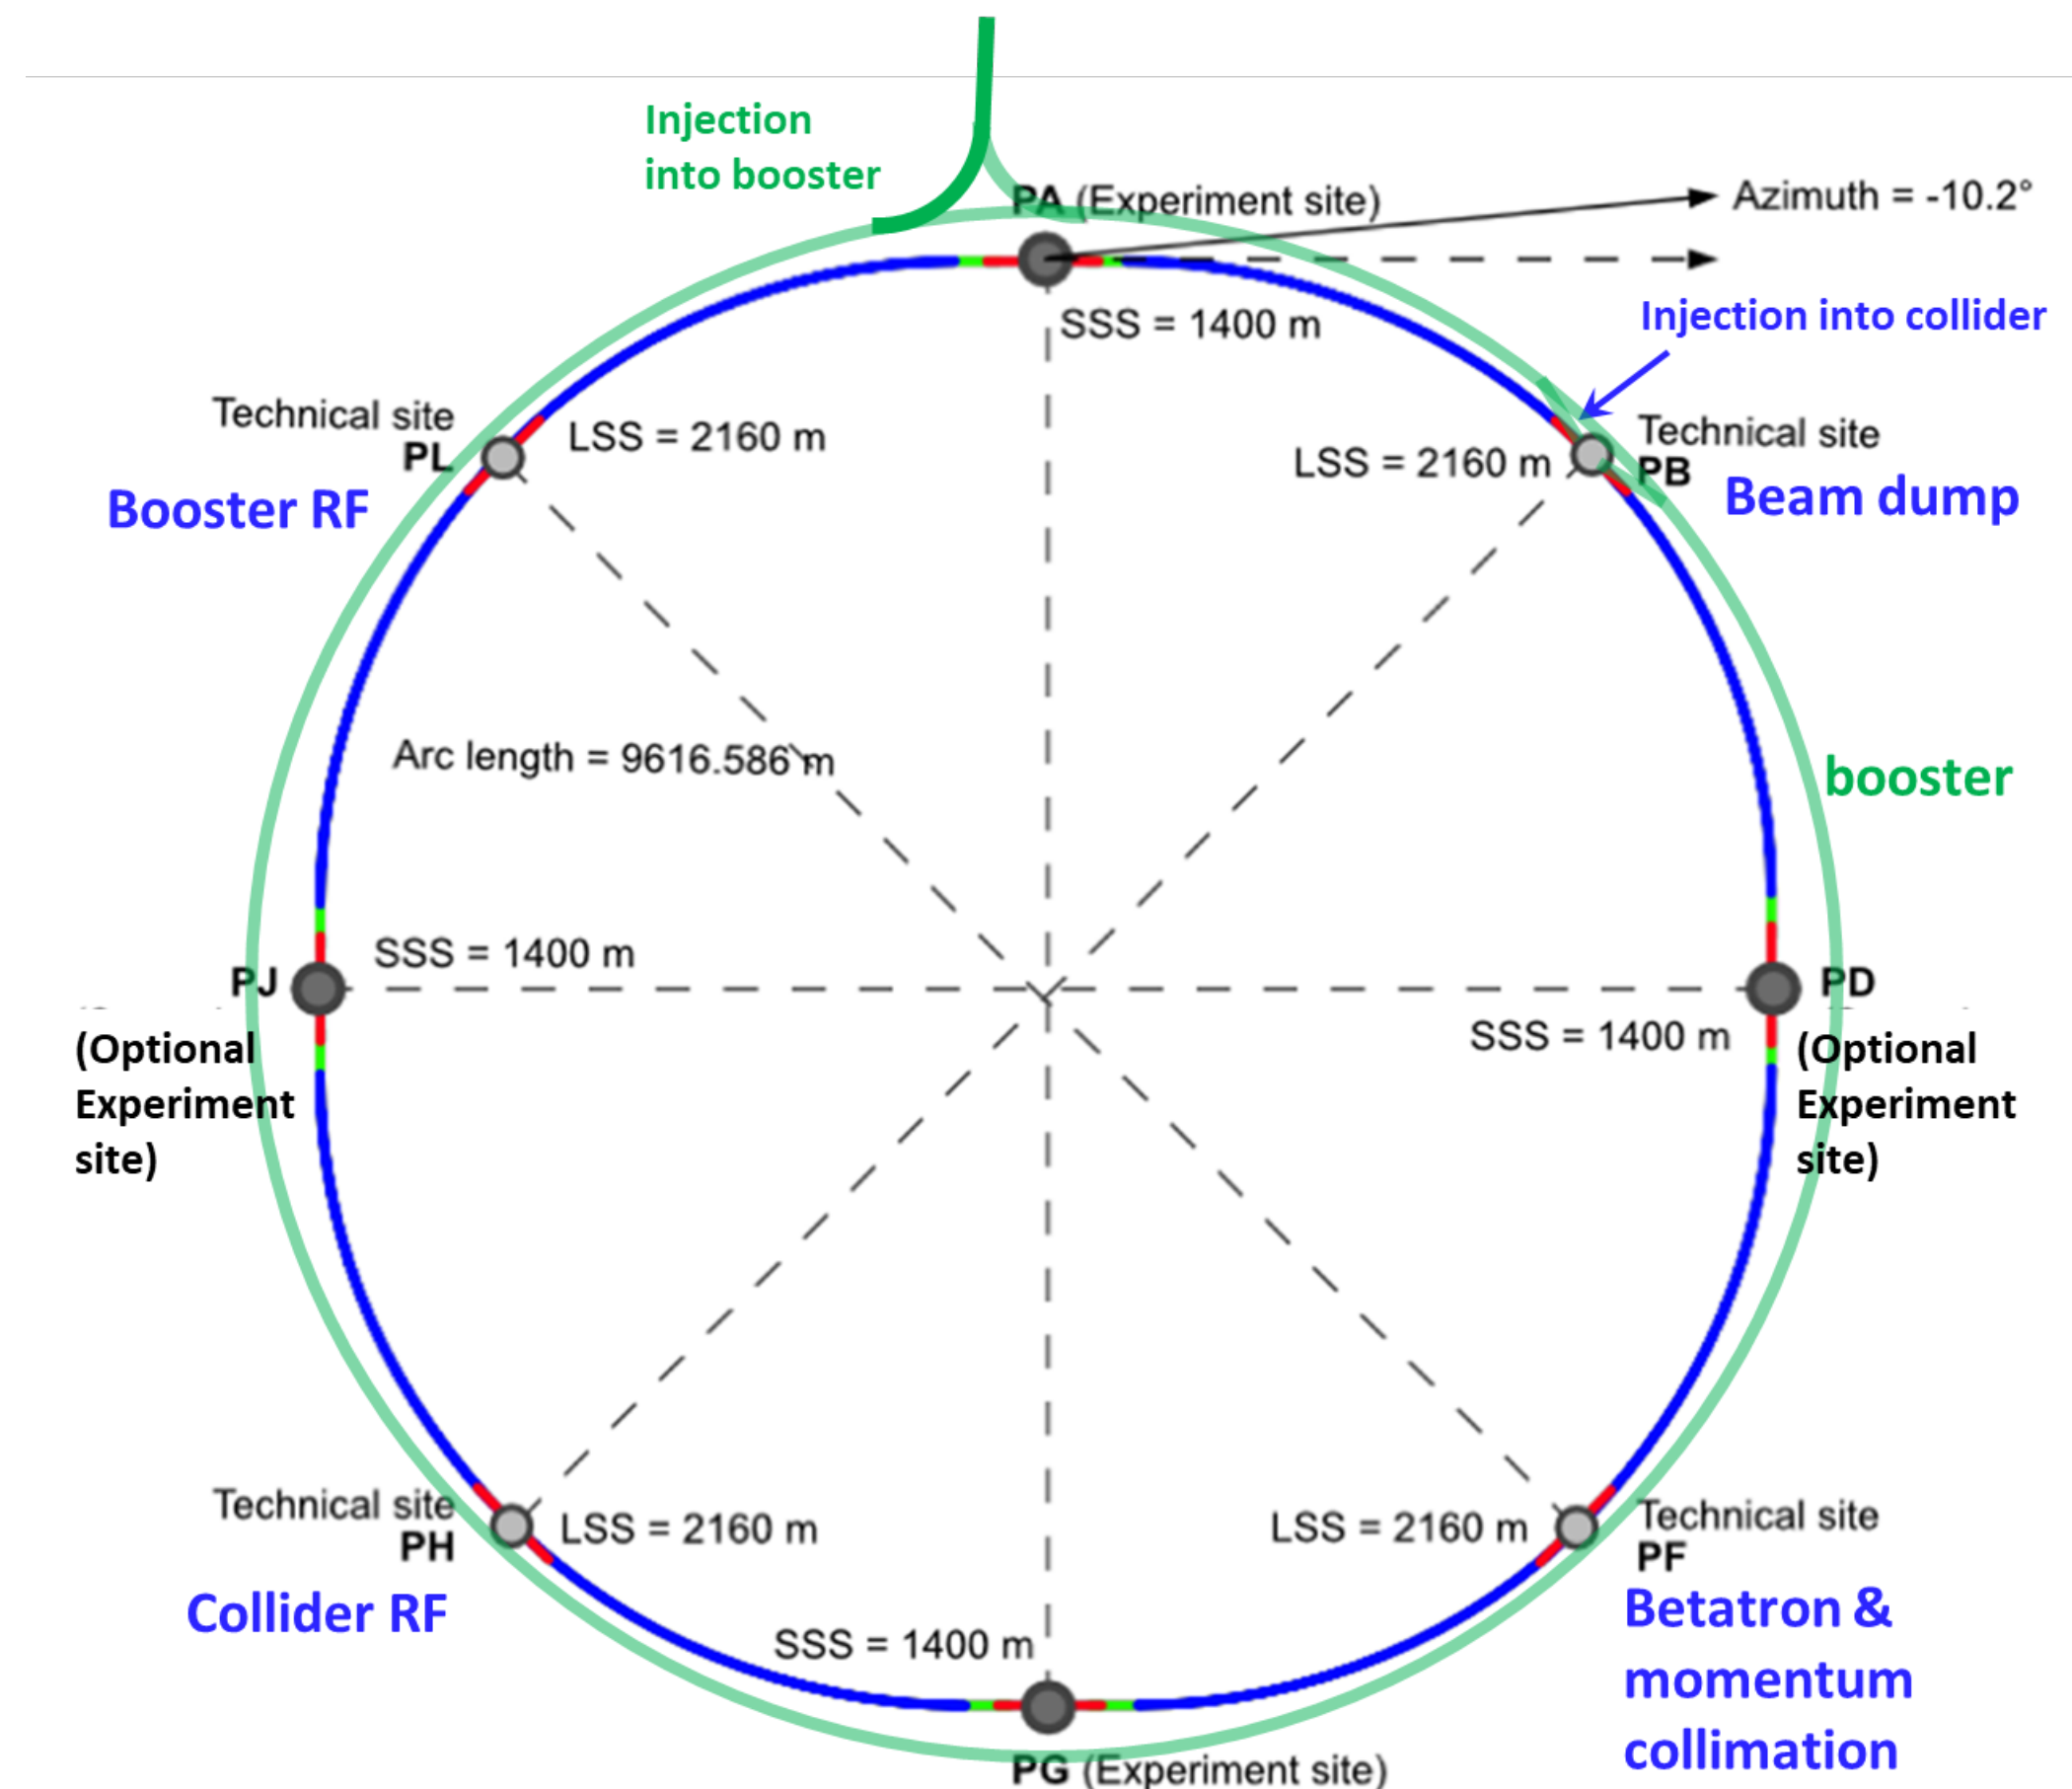 Injection
into booster
PA (Experiment site)
Azimuth = -10.2°
SSS = 1400 m
Injection into collider
Technical site
PL
LSS = 2160 m
Booster RF
LSS = 2160 m
Technical site
PB
Beam dump
Arc length = 9616.586 m
booster
PJ
SSS = 1400 m
(Optional
Experiment
site)
PD
SSS = 1400 m
(Optional
Experiment
site)
Technical site
PH
LSS = 2160 m
Collider RF
LSS = 2160 m
Technical site
PF
Betatron &
momentum
collimation
SSS = 1400 m
PG (Experiment site)